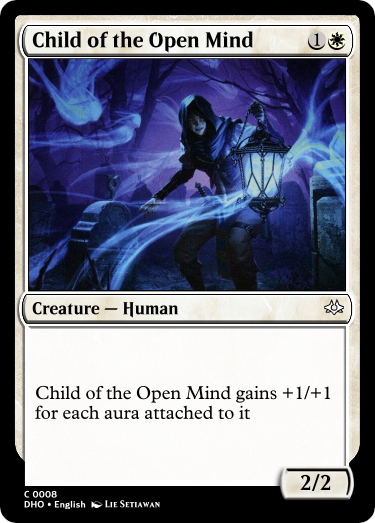 Child of the Open Mind 1
Creature — Human
Child of the Open Mind gains +1/+1
for each aura attached to it
2/2
C 0008
DHO • English Lie Setiawan